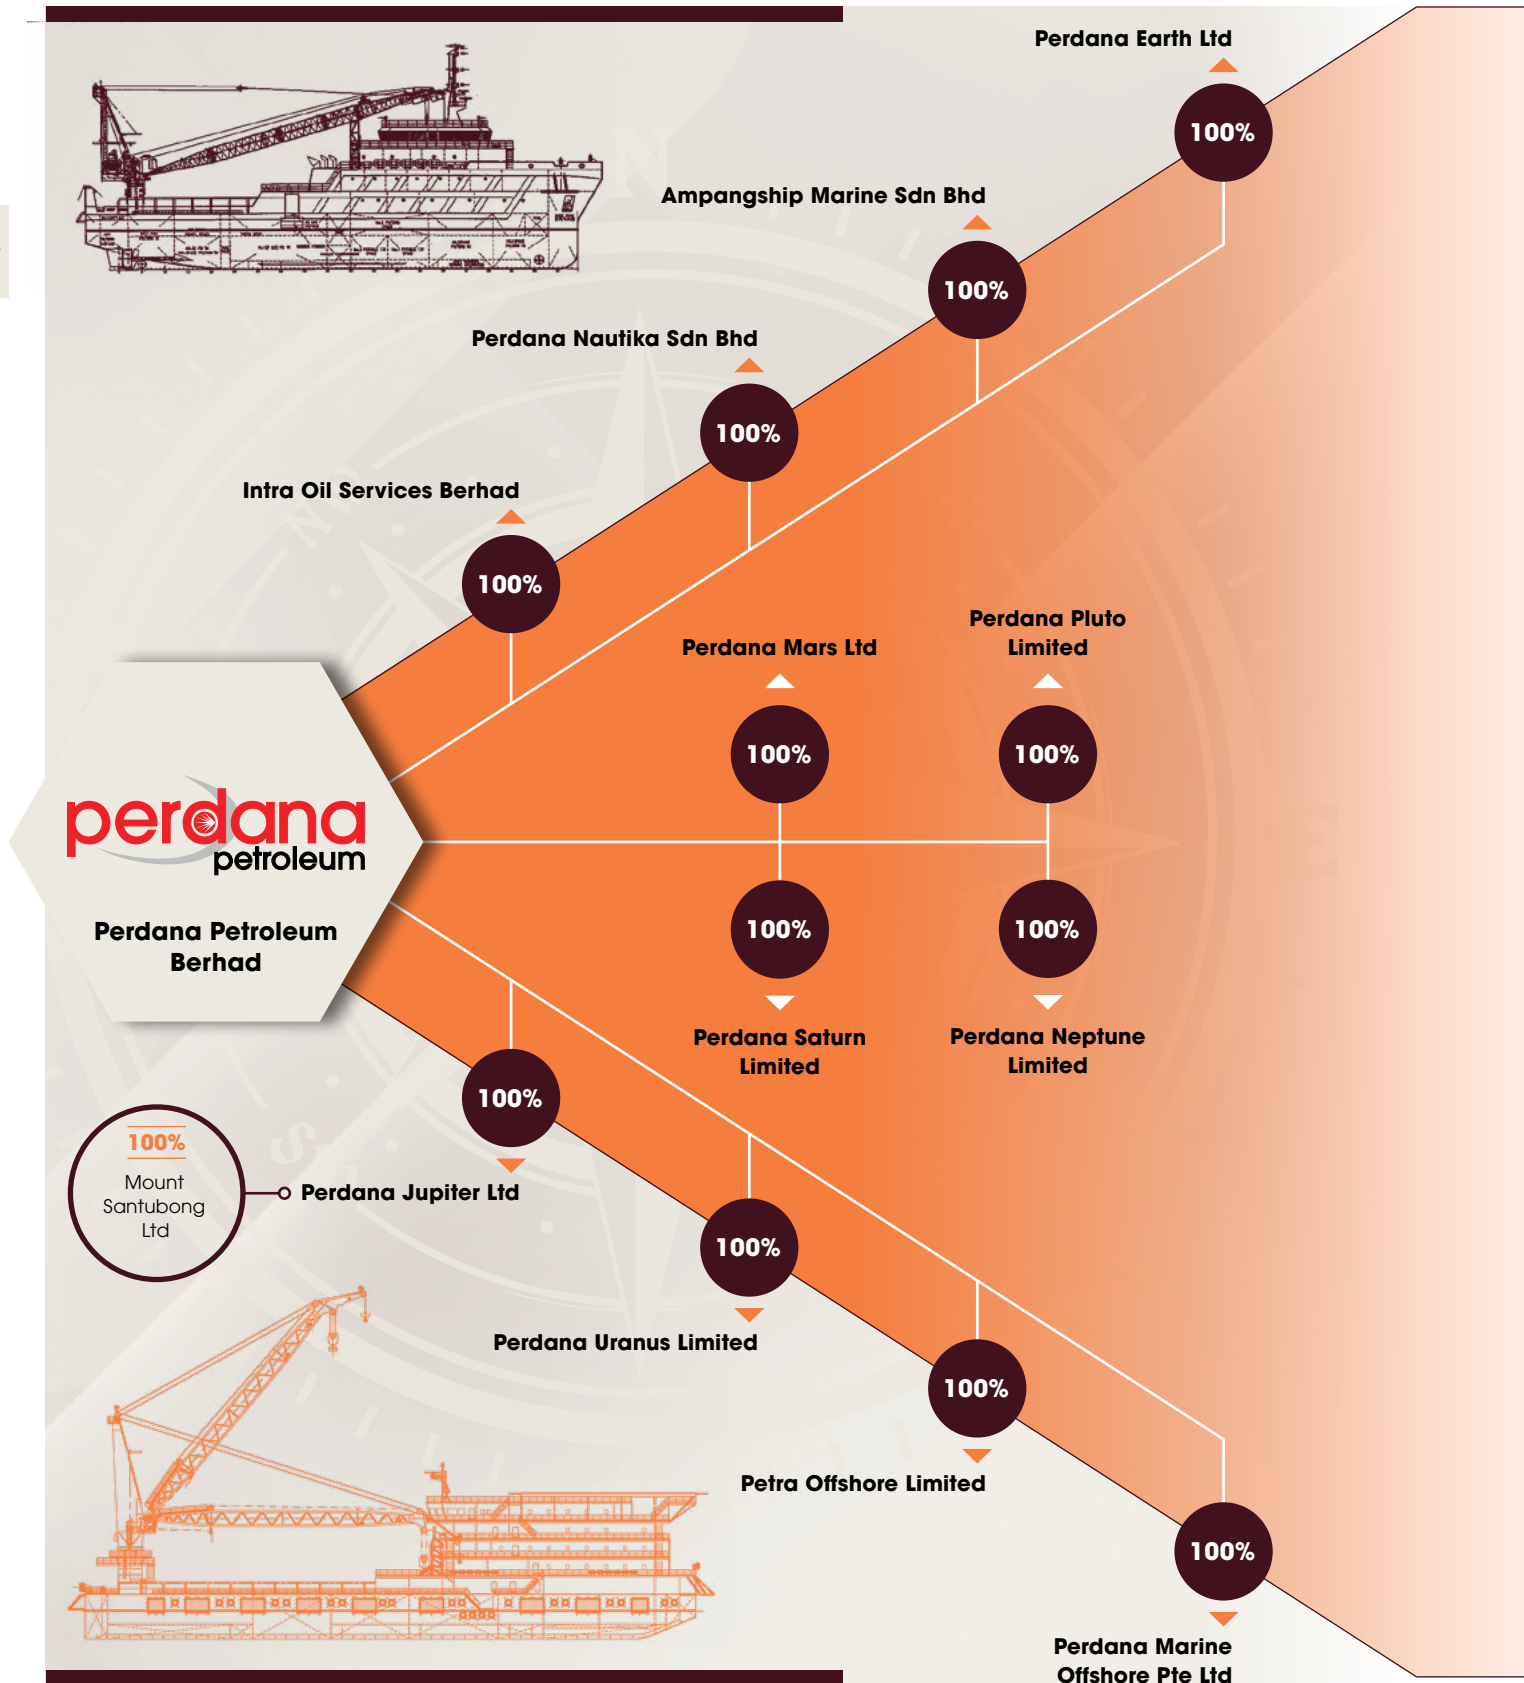 Perdana Earth Ltd
100%
Ampangship Marine Sdn Bhd
100%
Perdana Nautika Sdn Bhd
100%
Intra Oil Services Berhad
100%
Perdana Mars Ltd
100%
Perdana Pluto
Limited
100%
perdana
petroleum
Perdana Petroleum
Berhad
100%
Perdana Saturn
Limited
100%
Perdana Neptune
Limited
100%
Perdana Jupiter Ltd
100%
Mount
Santubong
Ltd
100%
Perdana Uranus Limited
100%
Petra Offshore Limited
100%
Perdana Marine
Offshore Pte Ltd
N
NW
NE
E